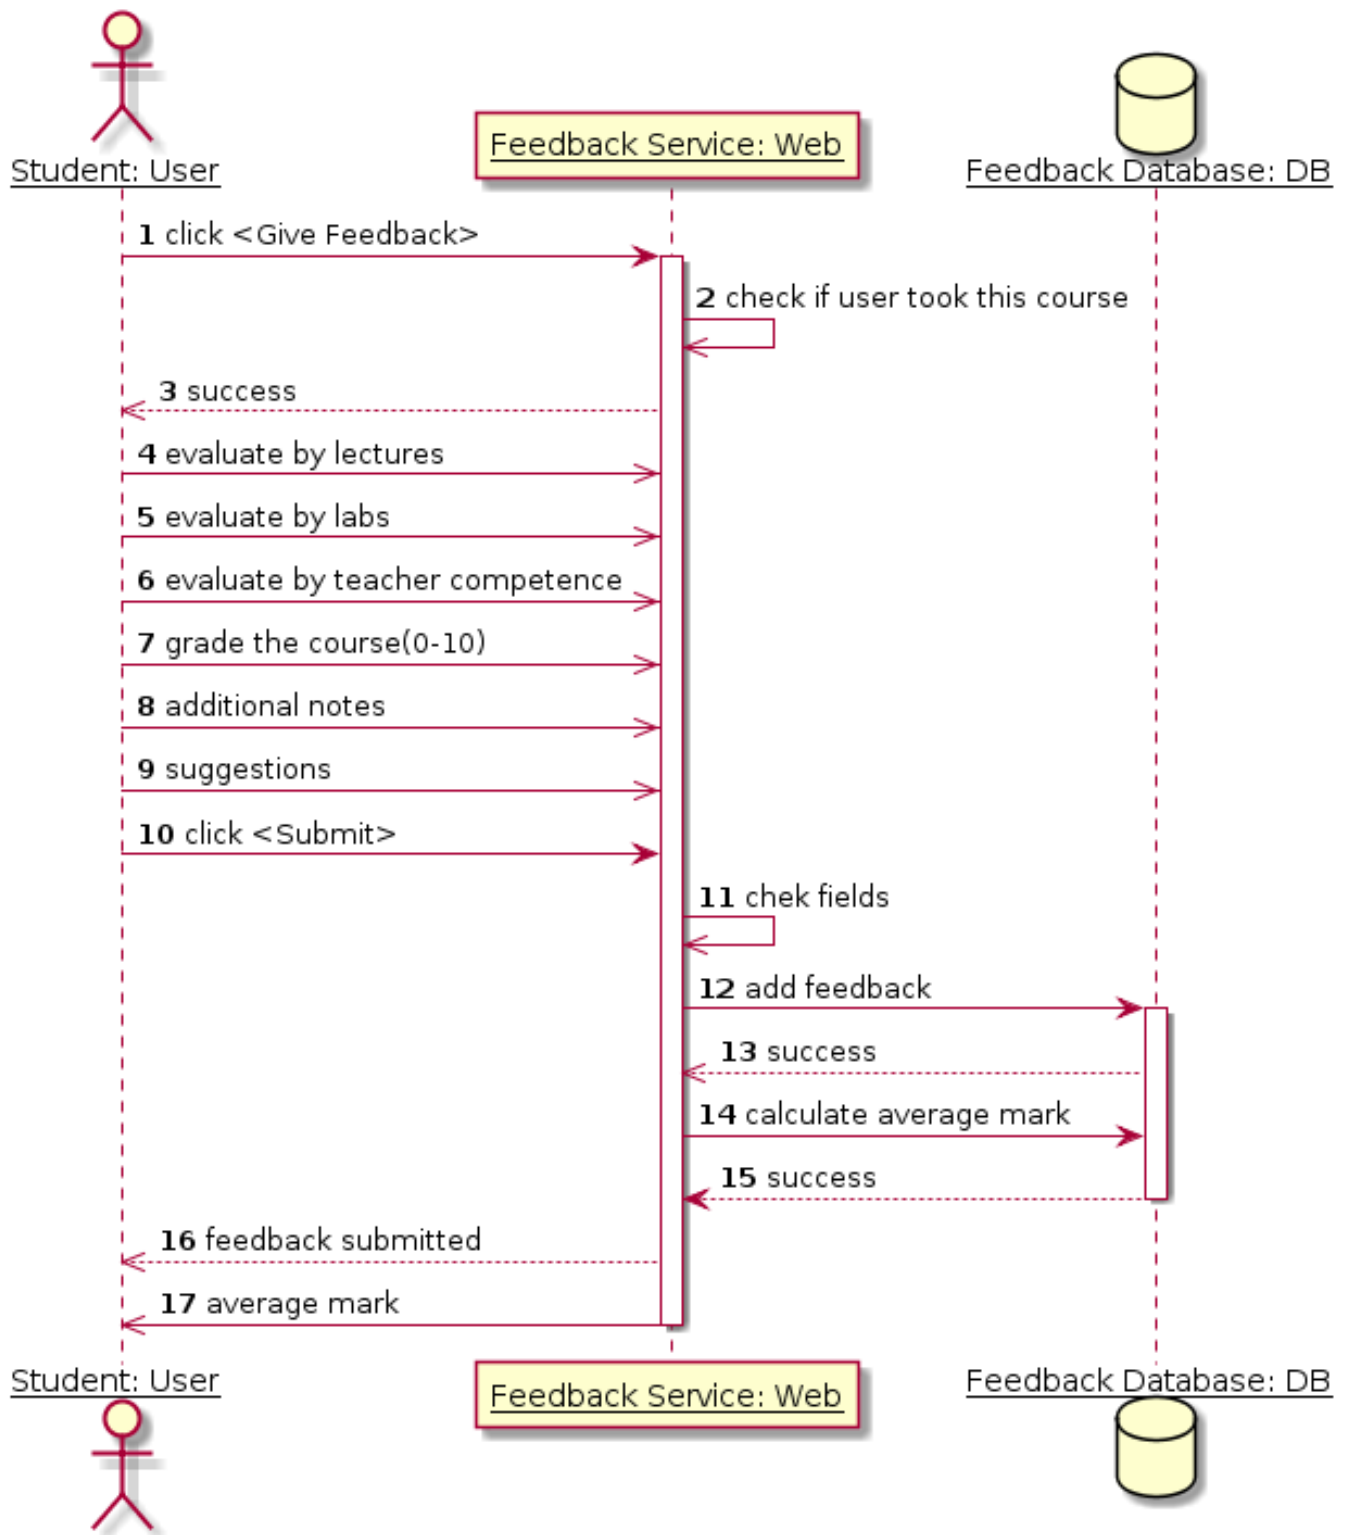 Student: User
Feedback Service: Web
Feedback Database: DB
1 click <Give Feedback>
2 check if user took this course
3 success
4 evaluate by lectures
5 evaluate by labs
6 evaluate by teacher competence
7 grade the course(0-10)
8 additional notes
9 suggestions
10 click <Submit>
11 chek fields
12 add feedback
13 success
14 calculate average mark
15 success
16 feedback submitted
17 average mark
Student: User
Feedback Service: Web
Feedback Database: DB